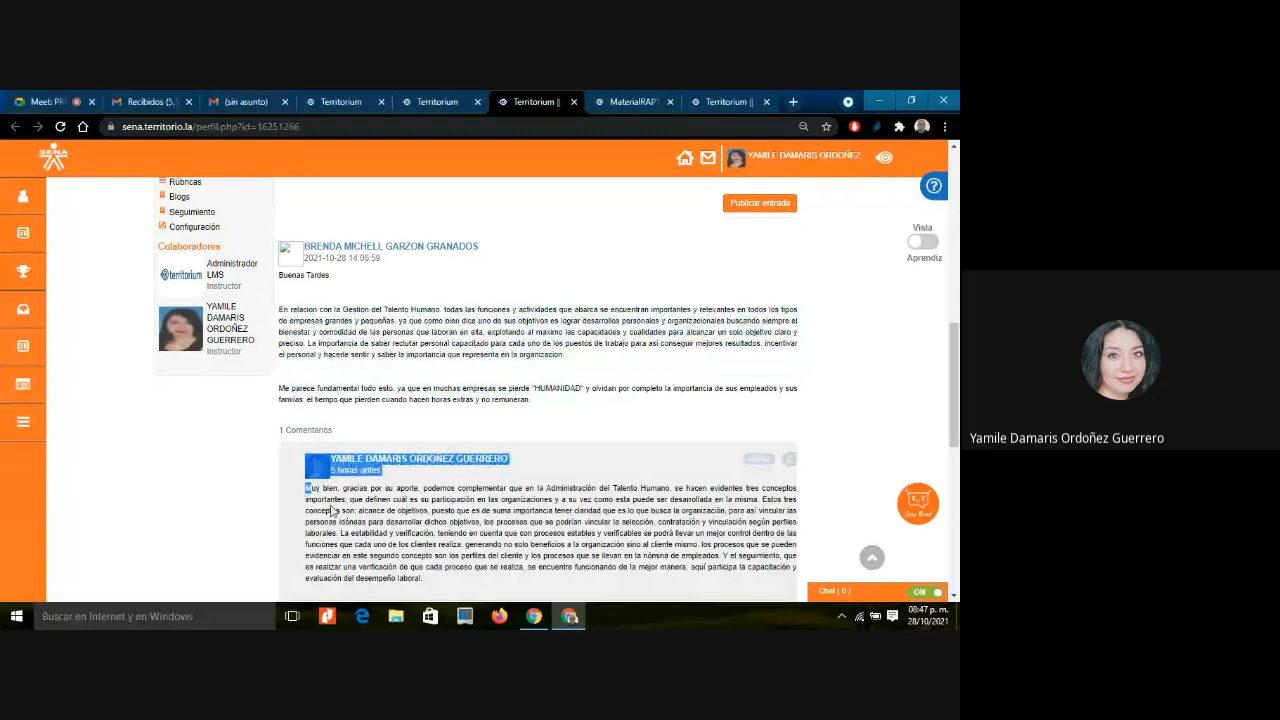 Meet: PR
Recibidos (5,
(sin asunto)
Territorium
Territorium
Territorium ||
MaterialRAP1
Territorium ||
sena.territorio.la/perfil.php?id=16251266
SENA
YAMILE DAMARIS ORDOÑEZ
Rúbricas
Blogs
Seguimiento
Configuración
Colaboradores
territorium
Administrador
LMS
Instructor
YAMILE
DAMARIS
ORDOÑEZ
GUERRERO
Instructor
Publicar entrada
Vista
Aprendiz
BRENDA MICHELL GARZON GRANADOS
2021-10-28 14:06:59
Buenas Tardes.
En relacion con la Gestion del Talento Humano, todas las funciones y actividades que abarca se encuentran importantes y relevantes en todos los tipos
de empresas grandes y pequeñas, ya que como bien dice uno de sus objetivos es lograr desarrollos personales y organizacionales buscando siempre el
bienestar y comodidad de las personas que laboran en ella, explotando al maximo las capacidades y cualidades para alcanzar un solo objetivo claro y
preciso. La importancia de saber reclutar personal capacitado para cada uno de los puestos de trabajo para asi conseguir mejores resultados, incentivar
el personal y hacerle sentir y saber la importancia que representa en la organizacion.
Me parece fundamental todo esto, ya que en muchas empresas se pierde "HUMANIDAD" y olvidan por completo la importancia de sus empleados y sus
familias, el tiempo que pierden cuando hacen horas extras y no remuneran.
1 Comentarios
YAMILE DAMARIS ORDOÑEZ GUERRERO
5 horas antes
Muy bien, gracias por su aporte, podemos complementar que en la Administración del Talento Humano, se hacen evidentes tres conceptos
importantes, que definen cuál es su participación en las organizaciones y a su vez como esta puede ser desarrollada en la misma. Estos tres
conceptos son: alcance de objetivos, puesto que es de suma importancia tener claridad que es lo que busca la organización, para así vincular las
personas idóneas para desarrollar dichos objetivos, los procesos que se podrían vincular la selección, contratación y vinculación según perfiles
laborales. La estabilidad y verificación, teniendo en cuenta que con procesos estables y verificables se podrá llevar un mejor control dentro de las
funciones que cada uno de los clientes realiza, generando no solo beneficios a la organización sino al cliente mismo, los procesos que se pueden
evidenciar en este segundo concepto son los perfiles del cliente y los procesos que se llevan en la nómina de empleados. Y el seguimiento, que
es realizar una verificación de que cada proceso que se realiza, se encuentre funcionando de la mejor manera, aquí participa la capacitación y
evaluación del desempeño laboral.
¡Soy Eva!
Chat ( 0 )
ON
Buscar en Internet y en Windows
08:47 p. m.
28/10/2021
Yamile Damaris Ordoñez Guerrero